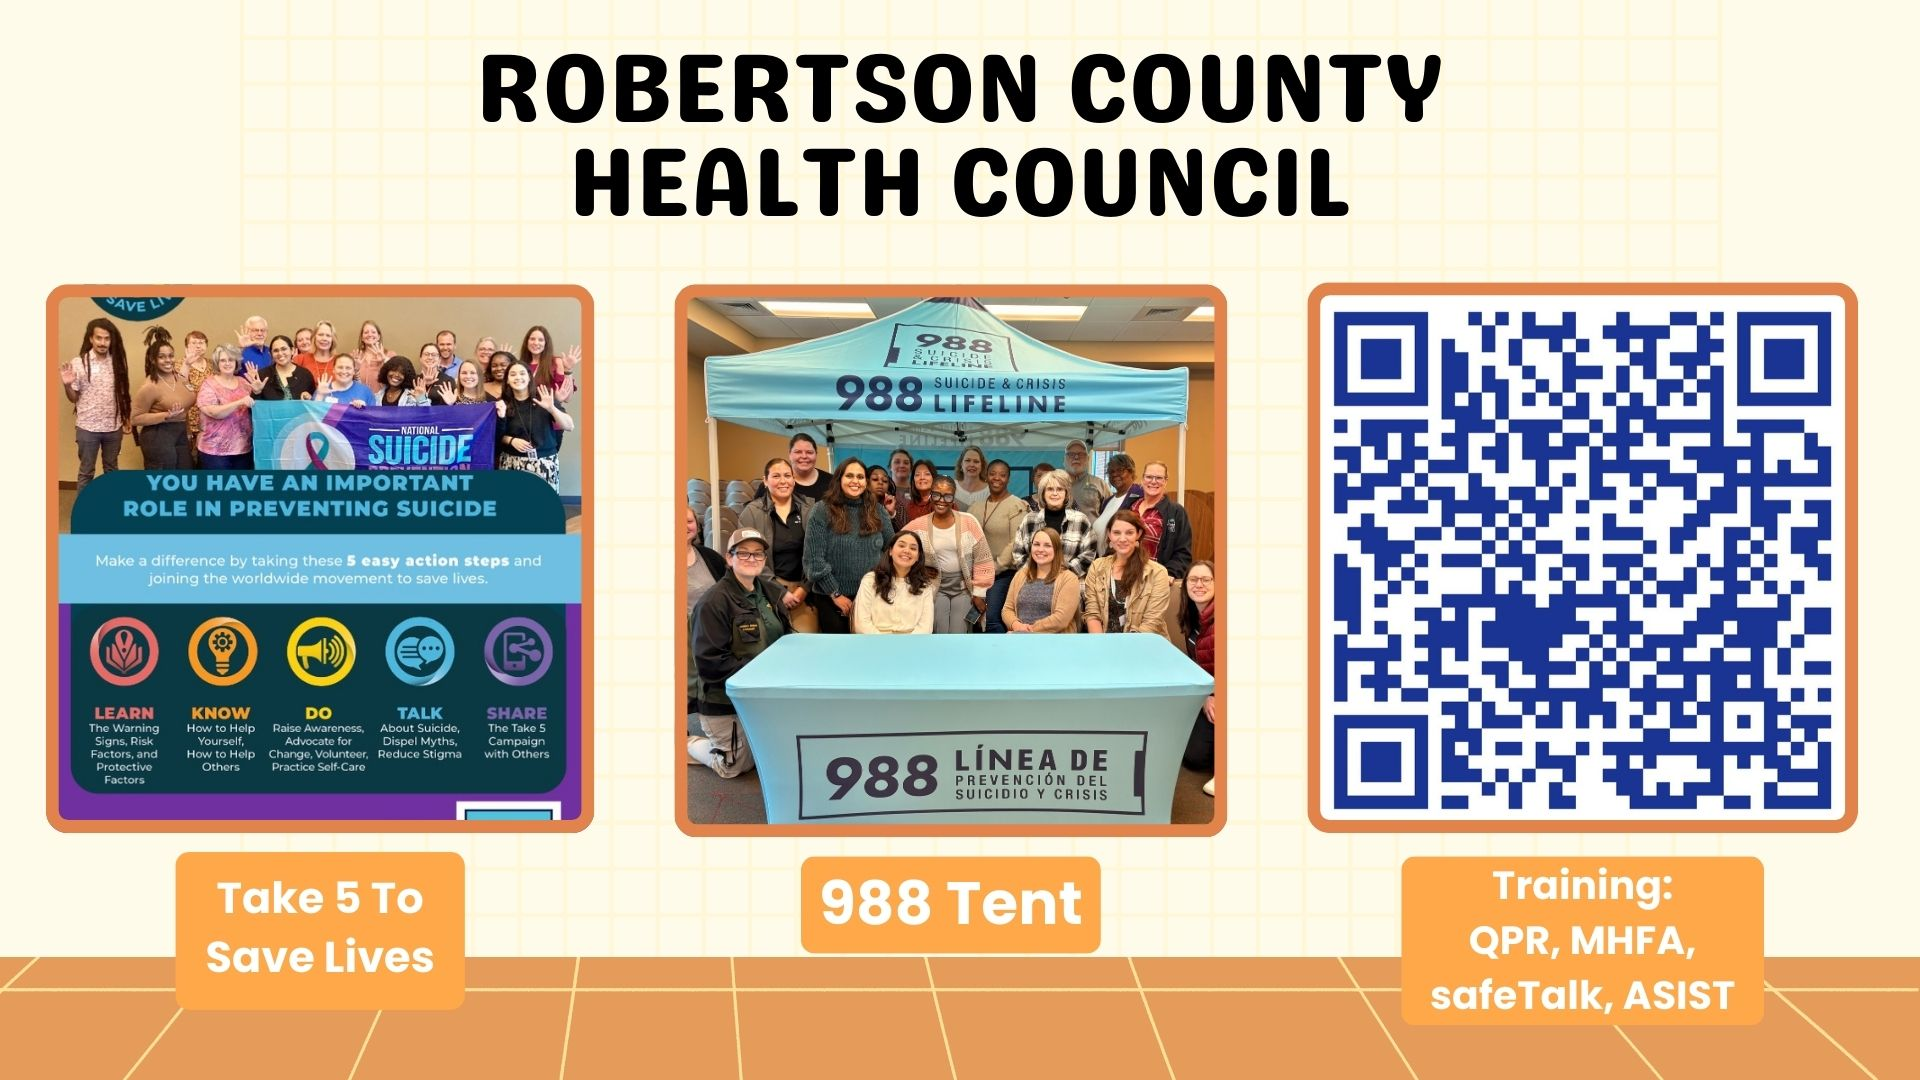 ROBERTSON COUNTY
HEALTH COUNCIL
SAVE
NATIONAL
SUICIDE
YOU HAVE AN IMPORTANT
ROLE IN PREVENTING SUICIDE
Make a difference by taking these 5 easy action steps and
joining the worldwide movement to save lives.
LEARN
The Warning
Signs, Risk
Factors, and
Protective
Factors
KNOW
How to Help
Yourself,
How to Help
Others
DO
Raise Awareness,
Advocate for
Change, Volunteer,
Practice Self-Care
TALK
About Suicide,
Dispel Myths,
Reduce Stigma
SHARE
The Take 5
Campaign
with Others
Take 5 To
Save Lives
988
SUICIDE
& CRISIS
LIFELINE
988 SUICIDE & CRISIS
LIFELINE
988 LÍNEA DE
PREVENCIÓN DEL
SUICIDIO Y CRISIS
988 Tent
Training:
QPR, MHFA,
safeTalk, ASIST